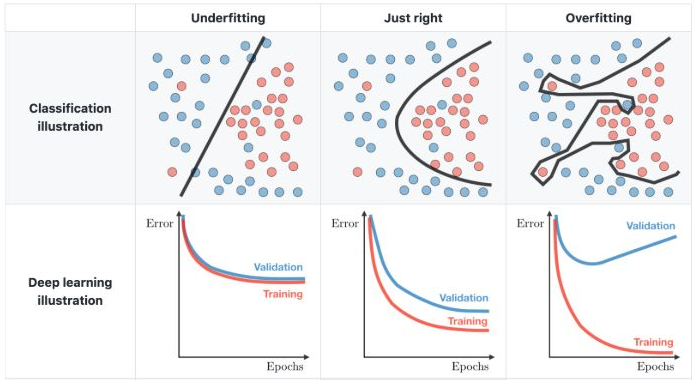 Underfitting
Just right
Overfitting
Classification
illustration
Deep learning
illustration
Error
Validation
Training
Epochs
Error
Validation
Training
Epochs
Error
Validation
Training
Epochs